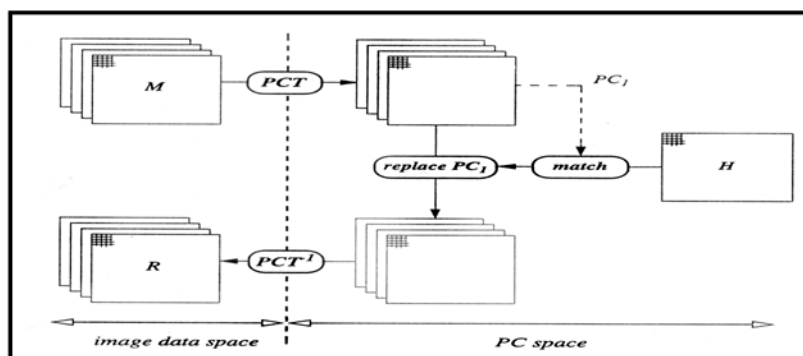 M
PCT
PC₁
replace PC₁
match
H
R
PCT⁻¹
image data space
PC space